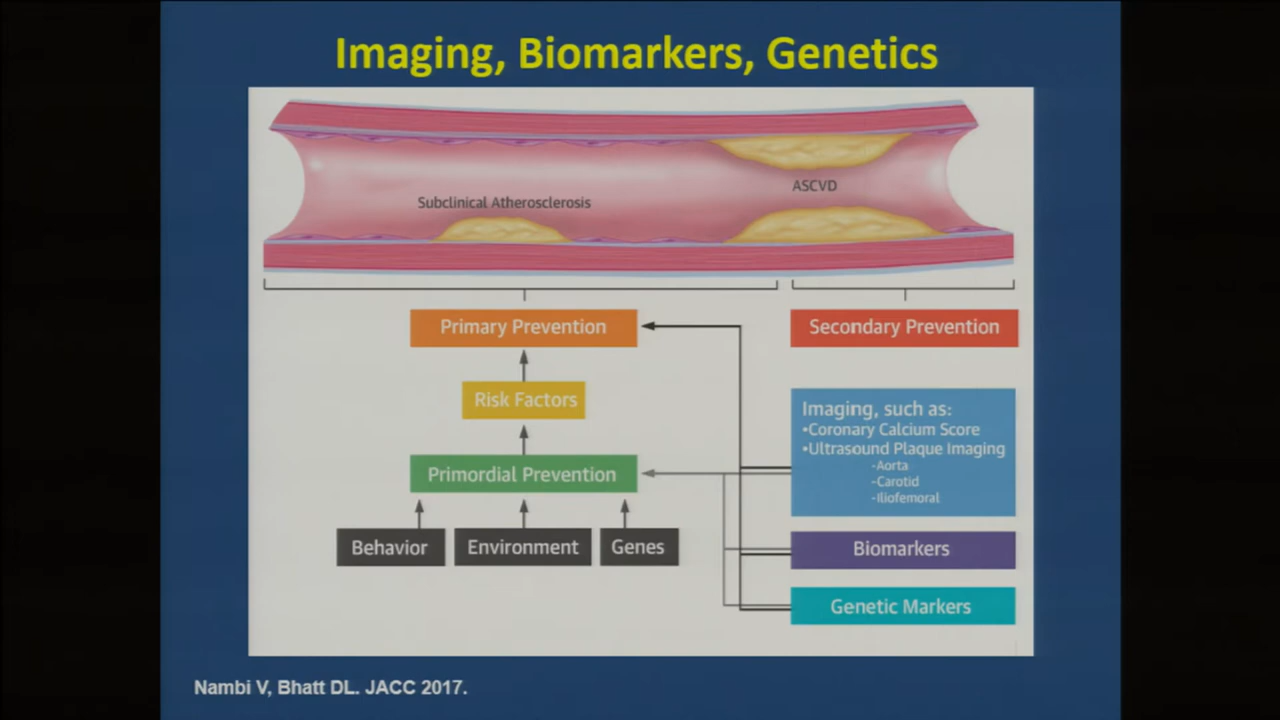 Imaging, Biomarkers, Genetics
ASCVD
Subclinical Atherosclerosis
Primary Prevention
Secondary Prevention
Risk Factors
Imaging, such as:
•Coronary Calcium Score
•Ultrasound Plaque Imaging
-Aorta
-Carotid
-Iliofemoral
Primordial Prevention
Behavior
Environment
Genes
Biomarkers
Genetic Markers
Nambi V, Bhatt DL. JACC 2017.